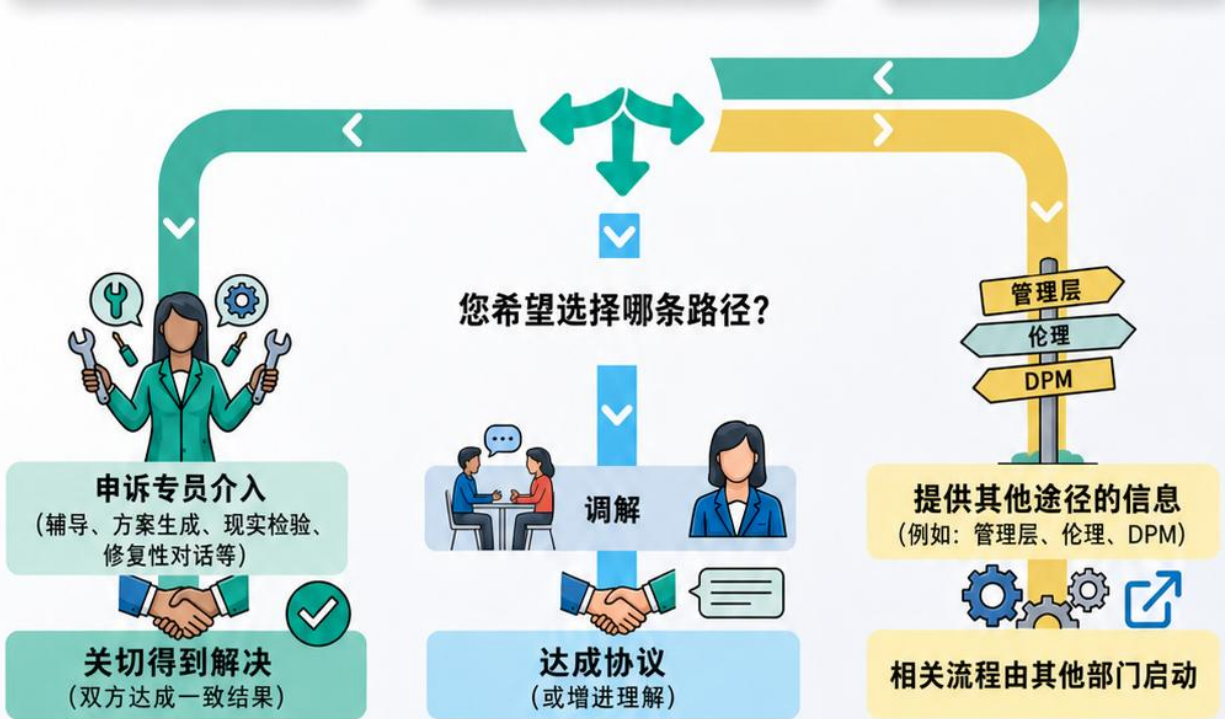 您希望选择哪条路径？
管理层
伦理
DPM
申诉专员介入
（辅导、方案生成、现实检验、
修复性对话等）
调解
提供其他途径的信息
（例如：管理层、伦理、DPM）
关切得到解决
（双方达成一致结果）
达成协议
（或增进理解）
相关流程由其他部门启动